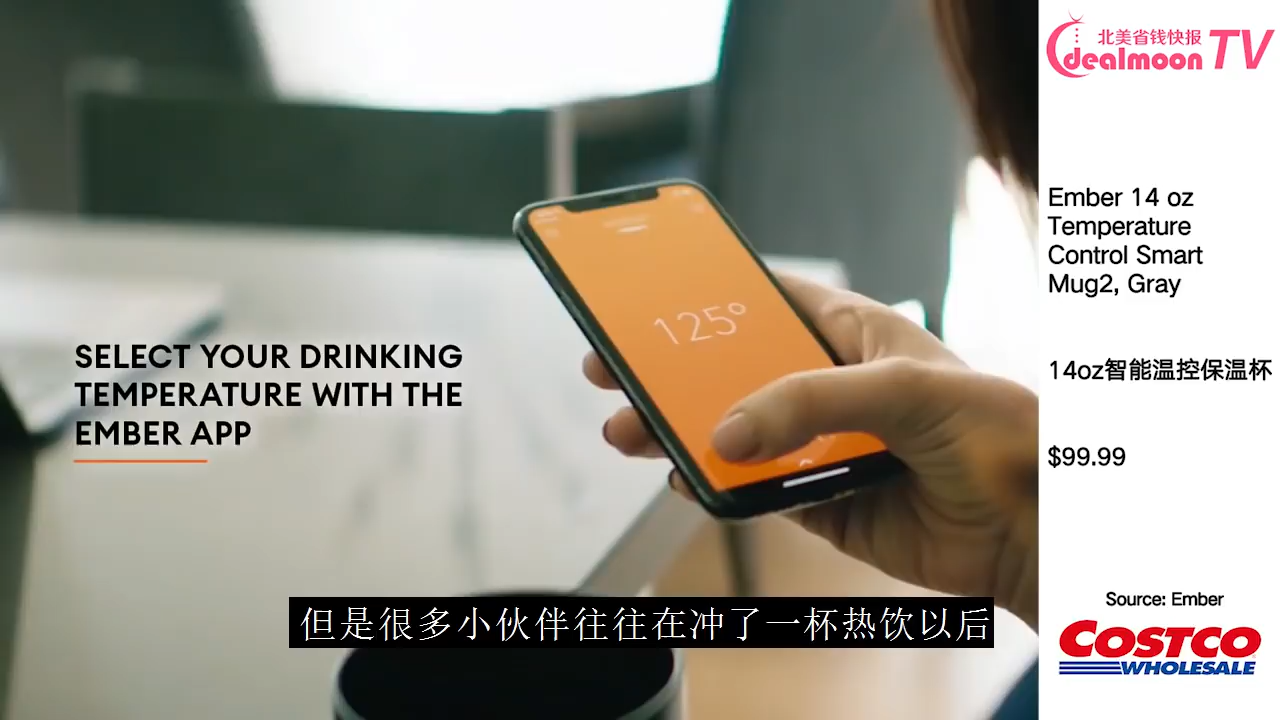 SELECT YOUR DRINKING
TEMPERATURE WITH THE
EMBER APP
125°
但是很多小伙伴往往在冲了一杯热饮以后
北美省钱快报
dealmoon TV
Ember 14 oz
Temperature
Control Smart
Mug2, Gray
14oz智能温控保温杯
$99.99
Source: Ember
COSTCO
WHOLESALE